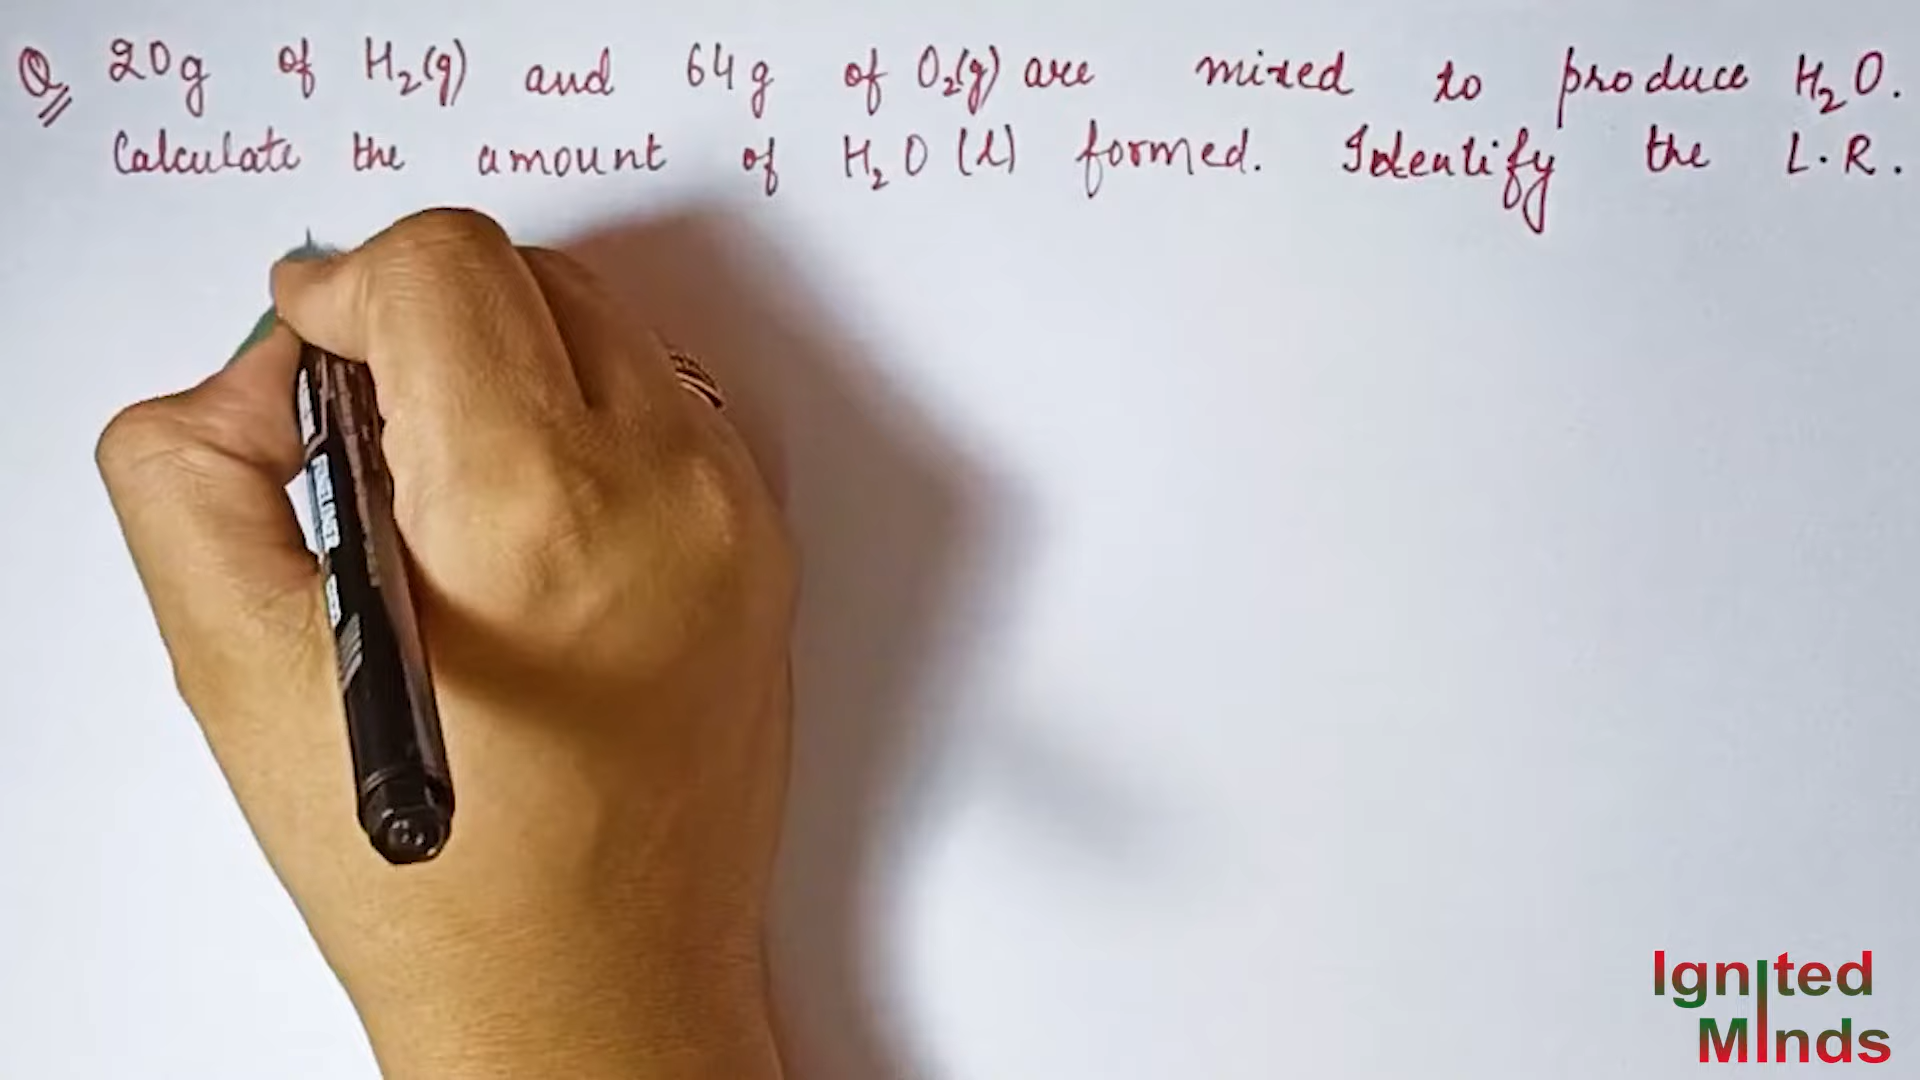 Q 20g of H₂(g) and 64g of O₂(g) are mixed to produce H₂O.
Calculate the amount of H₂O (l) formed. Identify the L.R.
Ignited
Minds